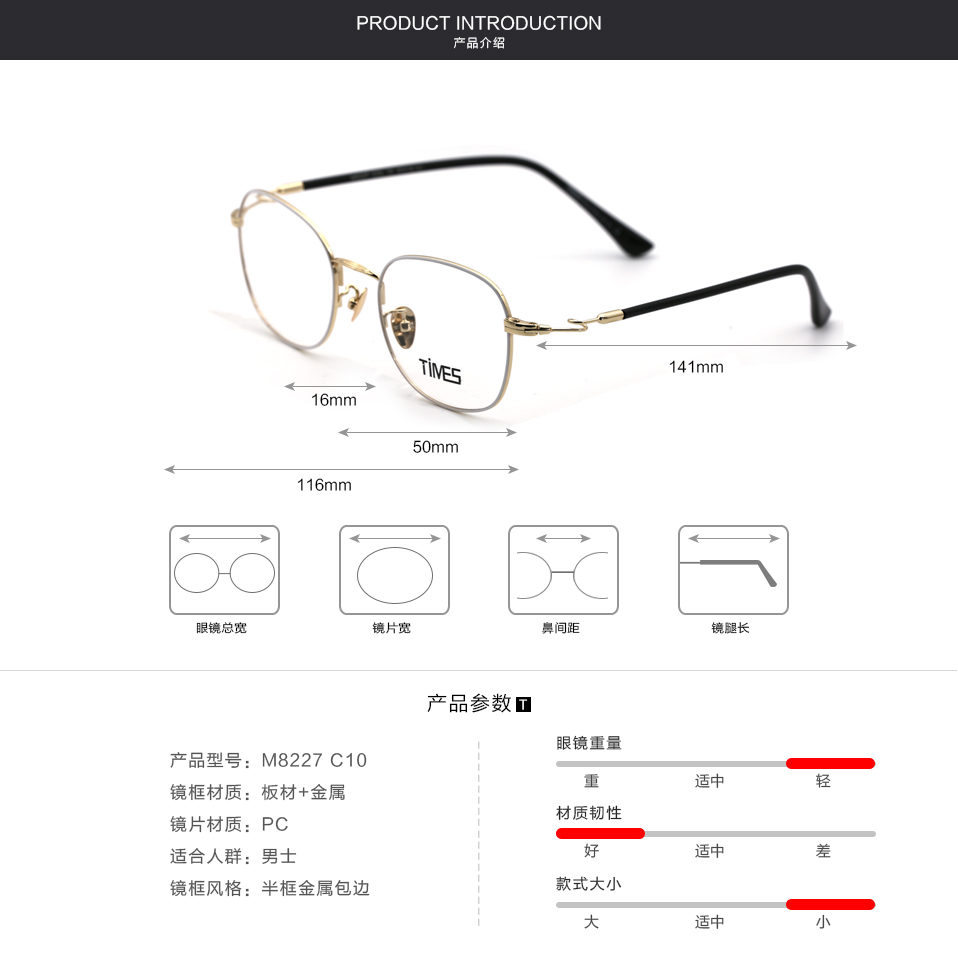 PRODUCT INTRODUCTION
产品介绍
TiMES
141mm
16mm
50mm
116mm
眼镜总宽
镜片宽
鼻间距
镜腿长
产品参数 T
产品型号：M8227 C10
镜框材质：板材+金属
镜片材质：PC
适合人群：男士
镜框风格：半框金属包边
眼镜重量
重 适中 轻
材质韧性
好 适中 差
款式大小
大 适中 小